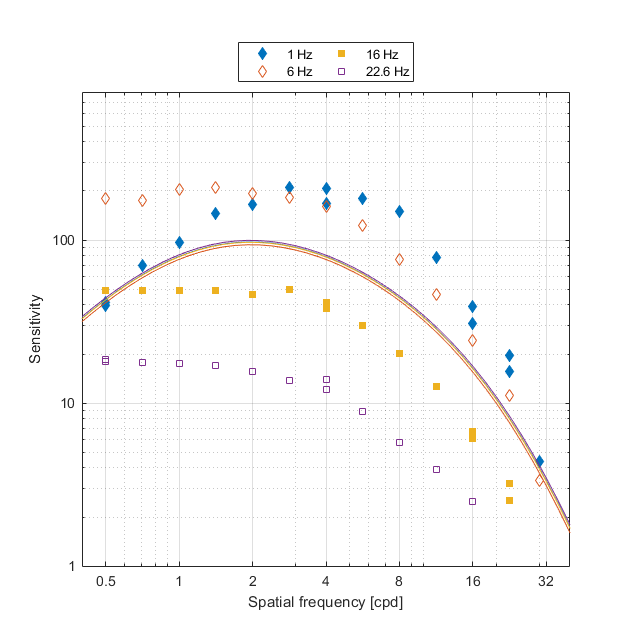 1 Hz 16 Hz
6 Hz 22.6 Hz
100
10
1
Sensitivity
0.5 1 2 4 8 16 32
Spatial frequency [cpd]